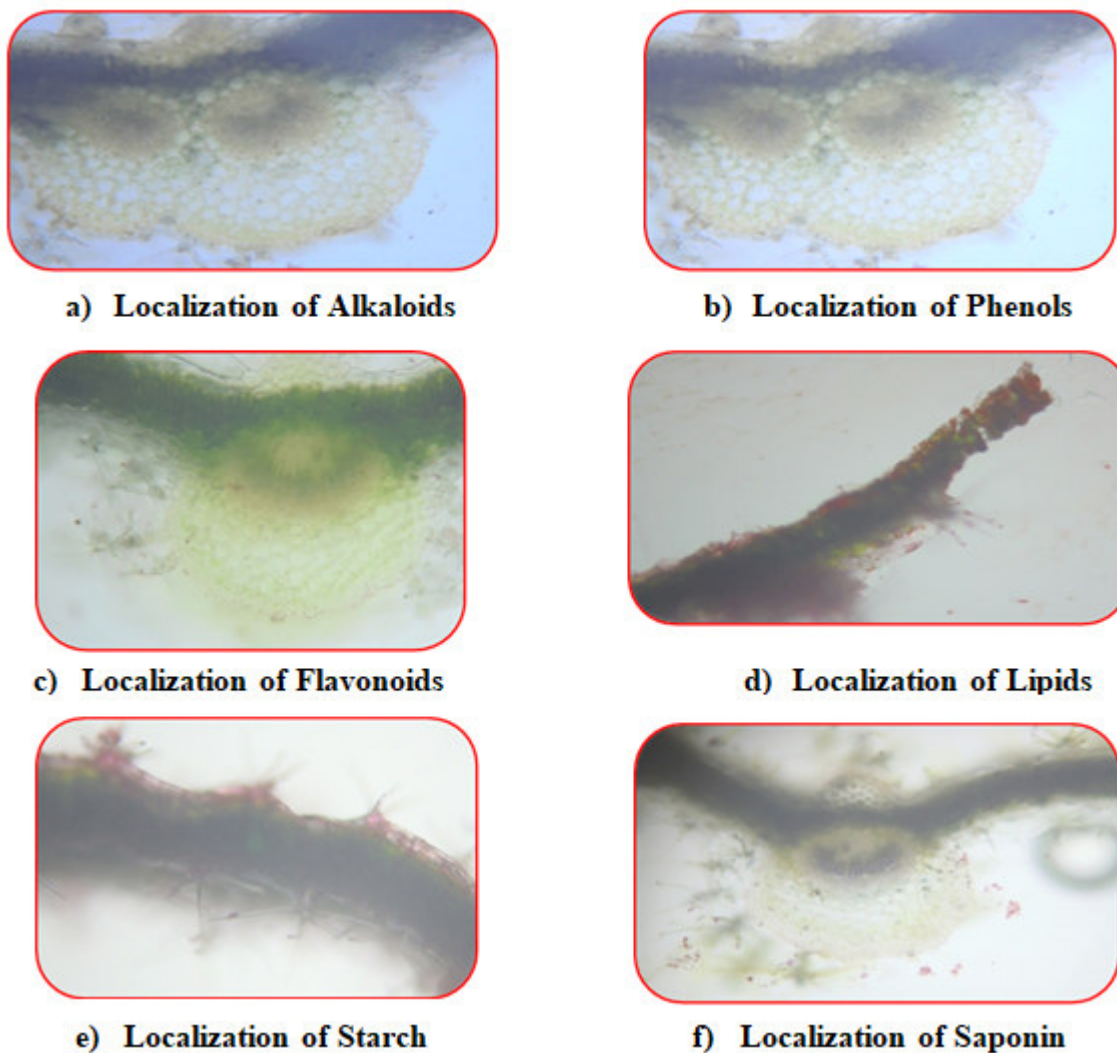 a) Localization of Alkaloids
b) Localization of Phenols
c) Localization of Flavonoids
d) Localization of Lipids
e) Localization of Starch
f) Localization of Saponin